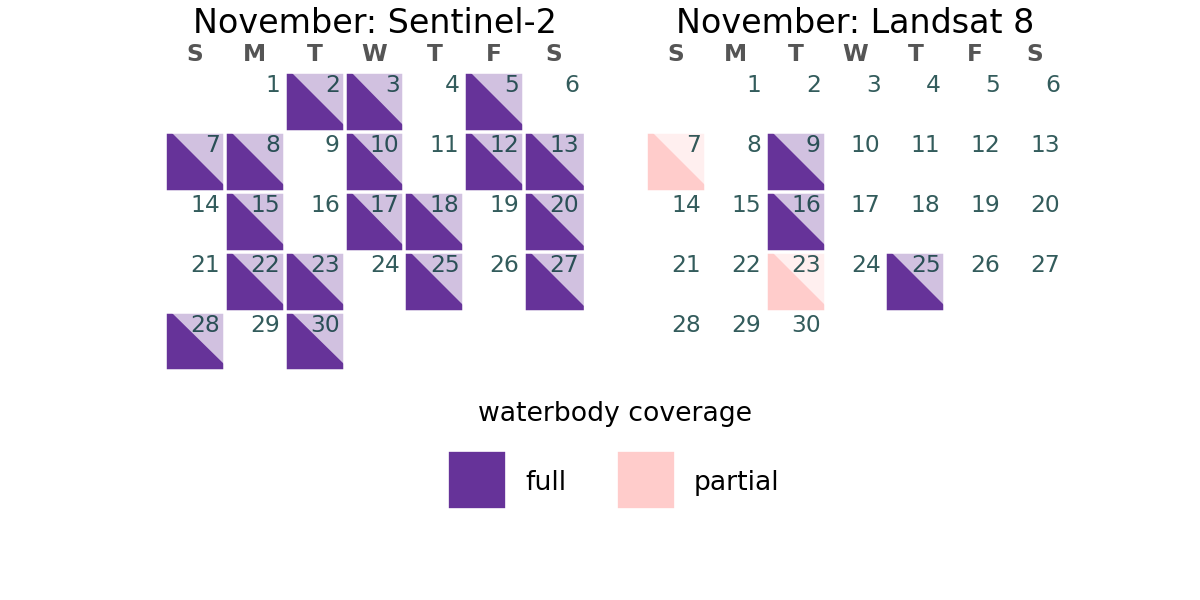 November: Sentinel-2
S M T W T F S
1 2 3 4 5 6
7 8 9 10 11 12 13
14 15 16 17 18 19 20
21 22 23 24 25 26 27
28 29 30
November: Landsat 8
S M T W T F S
1 2 3 4 5 6
7 8 9 10 11 12 13
14 15 16 17 18 19 20
21 22 23 24 25 26 27
28 29 30
waterbody coverage
full
partial